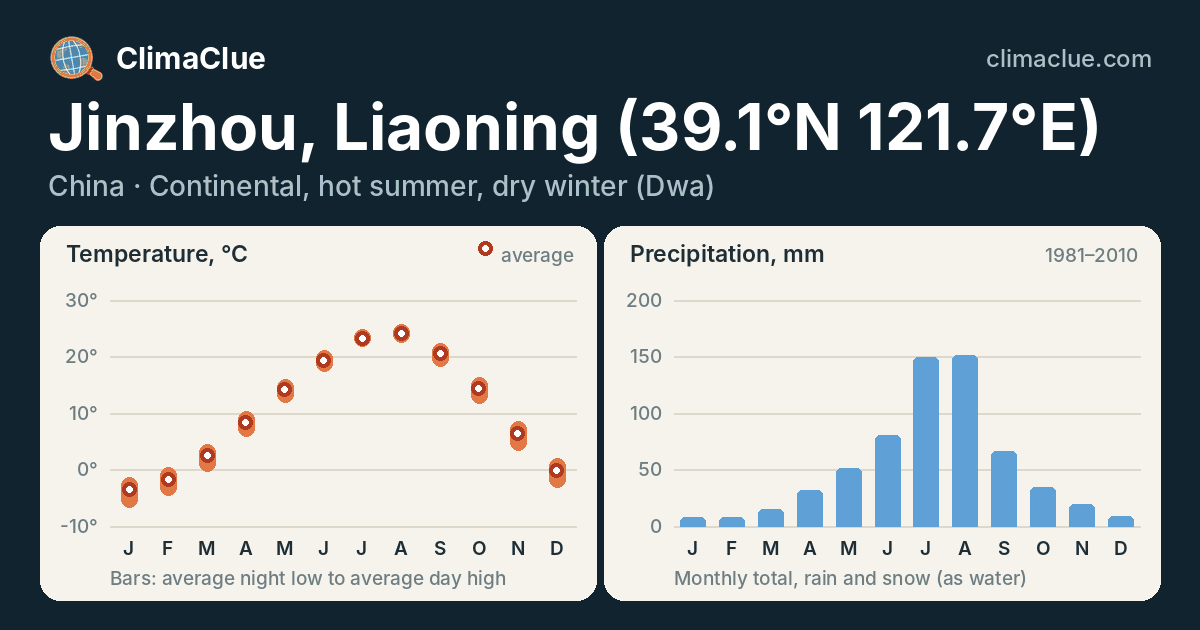 ClimaClue
climaclue.com
Jinzhou, Liaoning (39.1°N 121.7°E)
China · Continental, hot summer, dry winter (Dwa)
Temperature, °C
average
30°
20°
10°
0°
-10°
J F M A M J J A S O N D
Bars: average night low to average day high
Precipitation, mm
1981–2010
200
150
100
50
0
J F M A M J J A S O N D
Monthly total, rain and snow (as water)